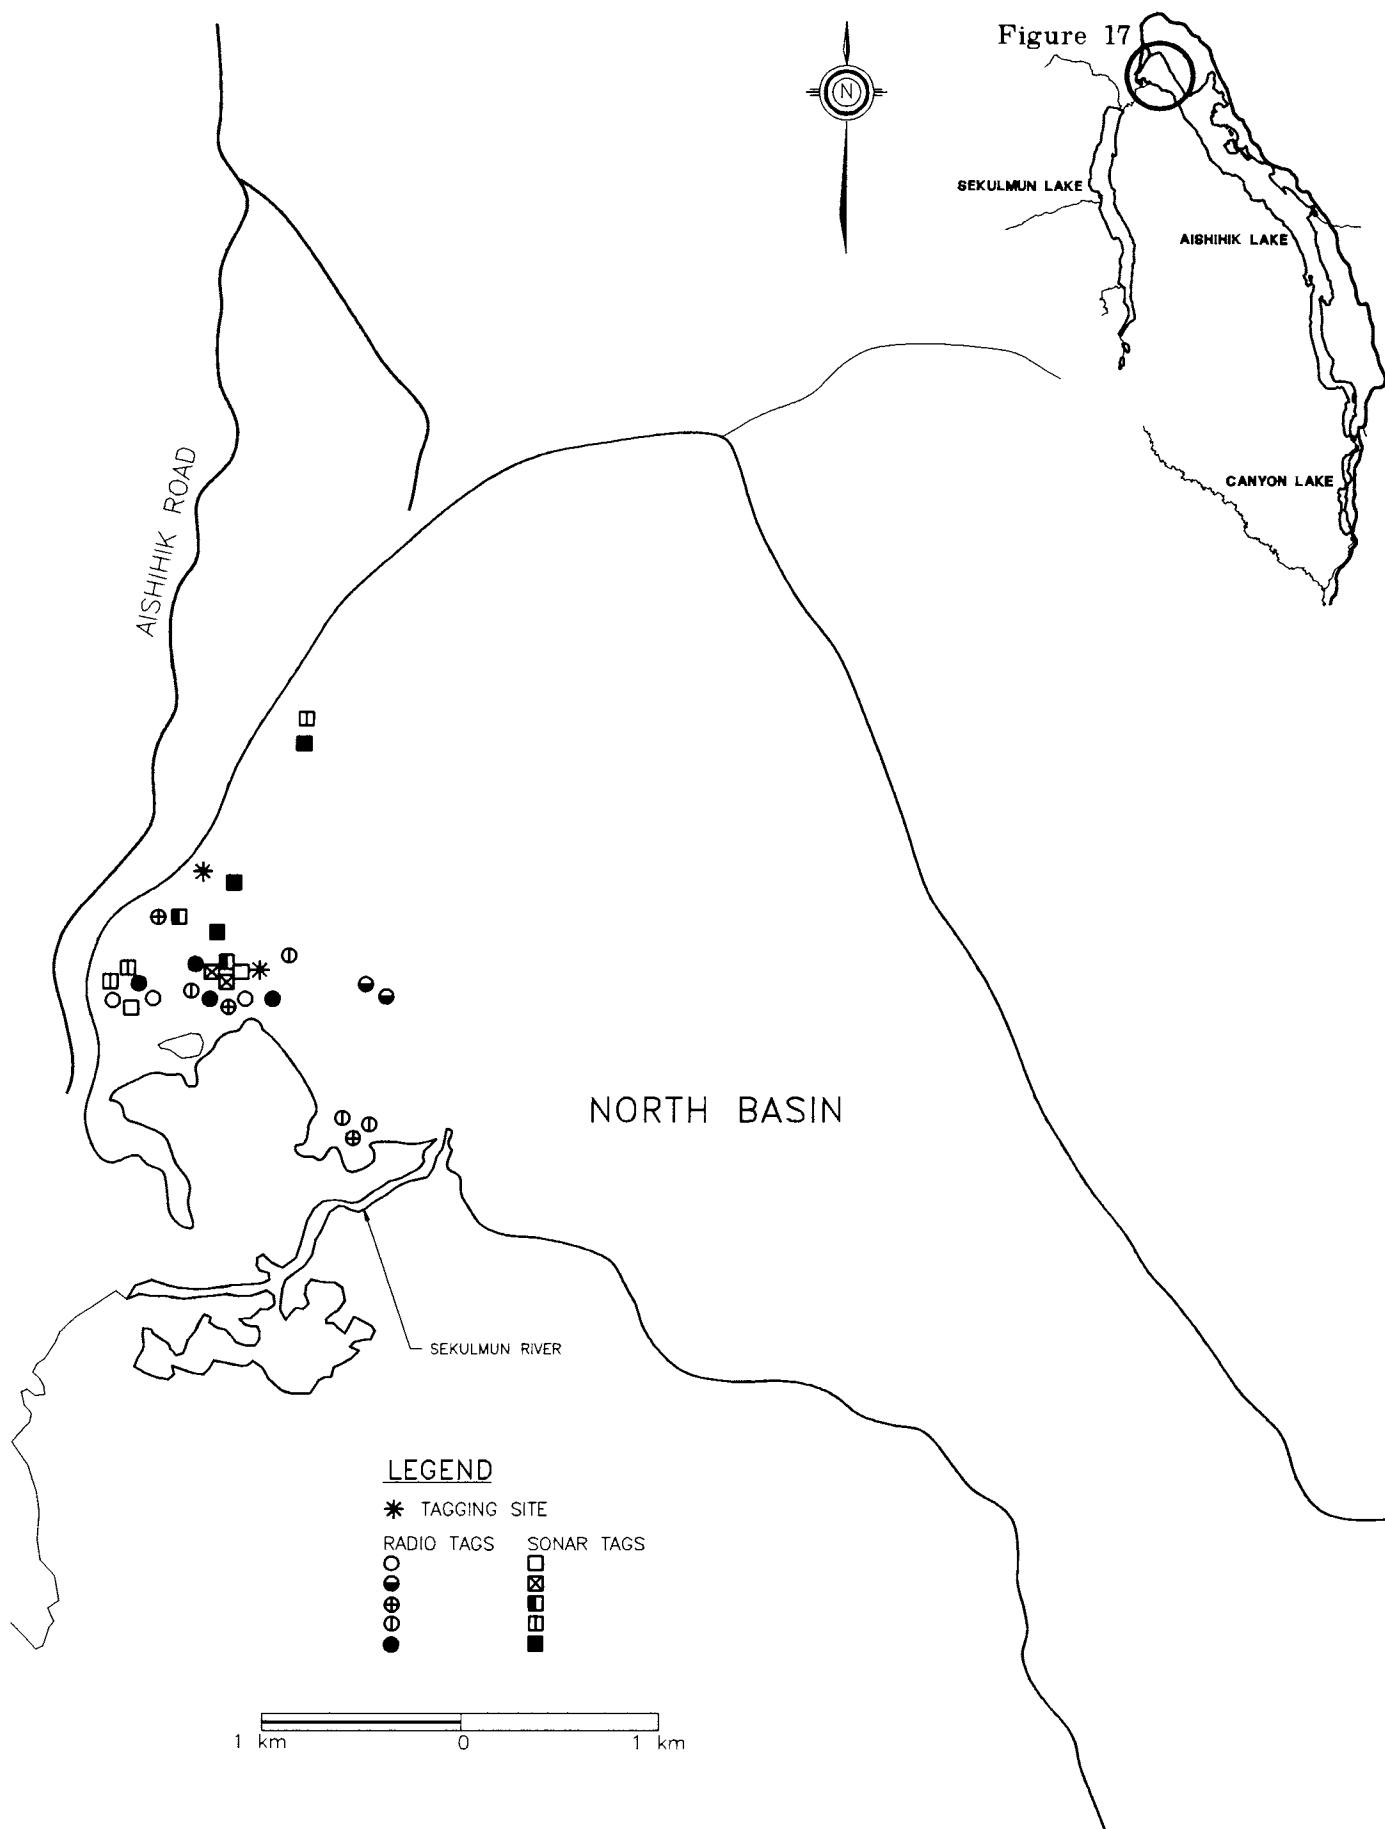 Figure 17
N
SEKULMUN LAKE
AISHIHIK LAKE
CANYON LAKE
AISHIHIK ROAD
NORTH BASIN
SEKULMUN RIVER
LEGEND
TAGGING SITE
RADIO TAGS SONAR TAGS
1 km 0 1 km